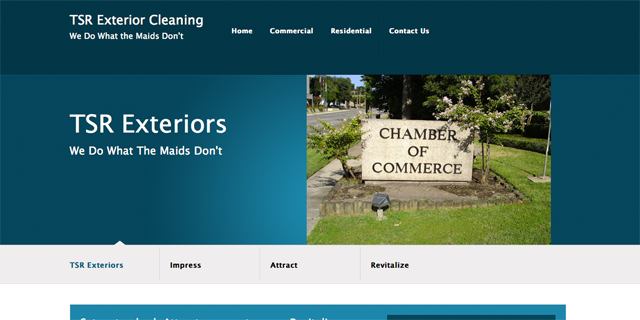 TSR Exterior Cleaning
We Do What the Maids Don't
Home Commercial Residential Contact Us
TSR Exteriors
We Do What The Maids Don't
CHAMBER
OF
COMMERCE
TSR Exteriors Impress Attract Revitalize